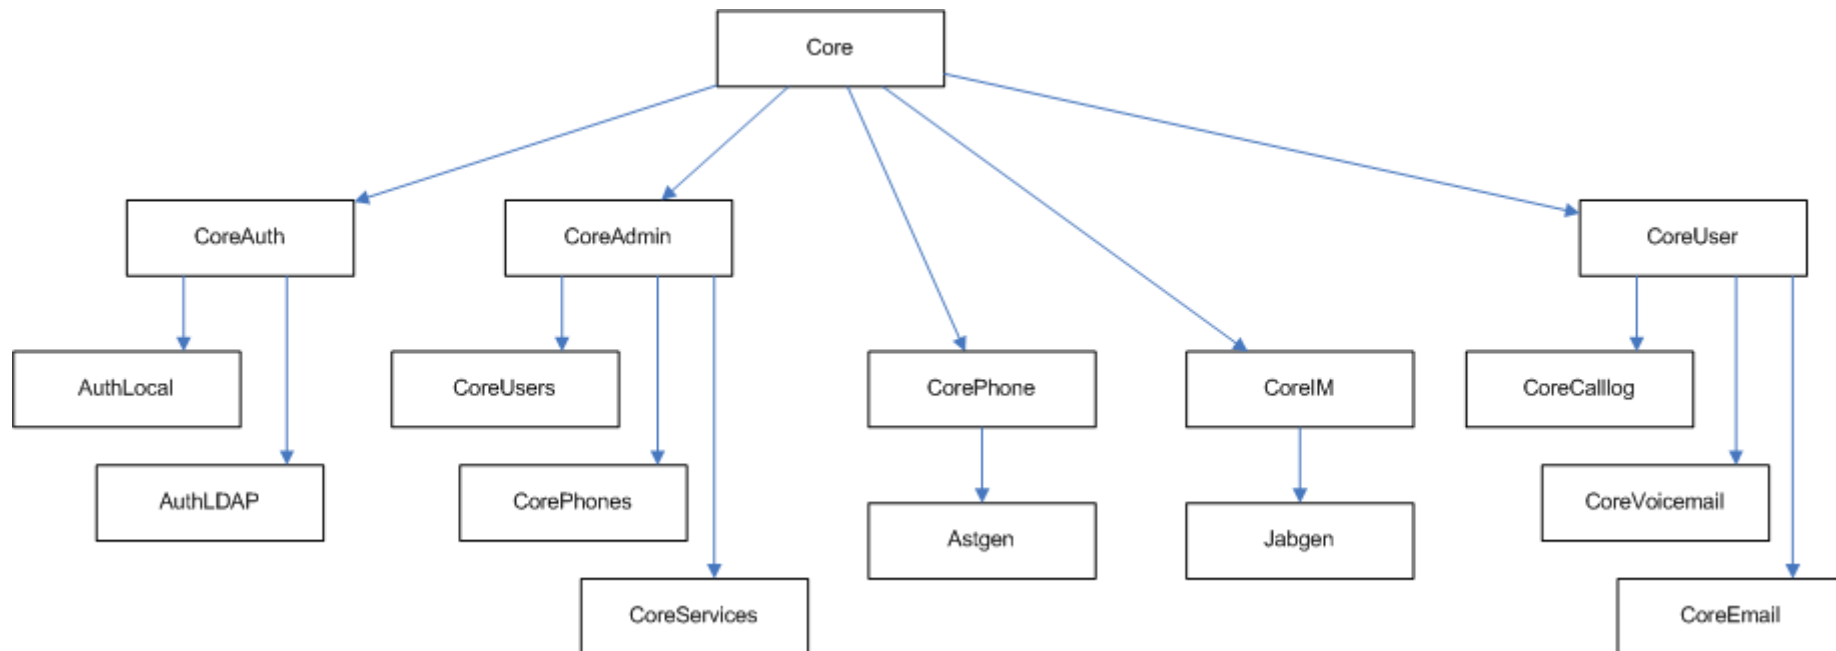 Core
CoreAuth
CoreAdmin
CoreUser
AuthLocal
CoreUsers
CorePhone
CoreIM
CoreCalllog
AuthLDAP
CorePhones
CoreVoicemail
Astgen
Jabgen
CoreServices
CoreEmail